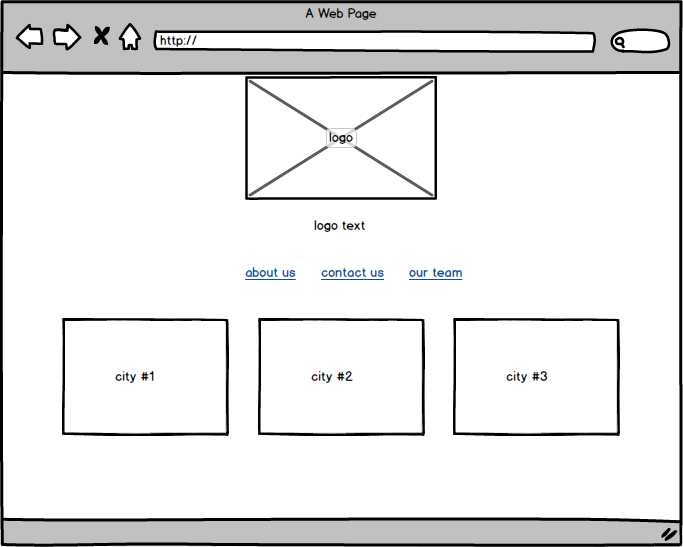 A Web Page
http://
logo
logo text
about us contact us our team
city #1 city #2 city #3